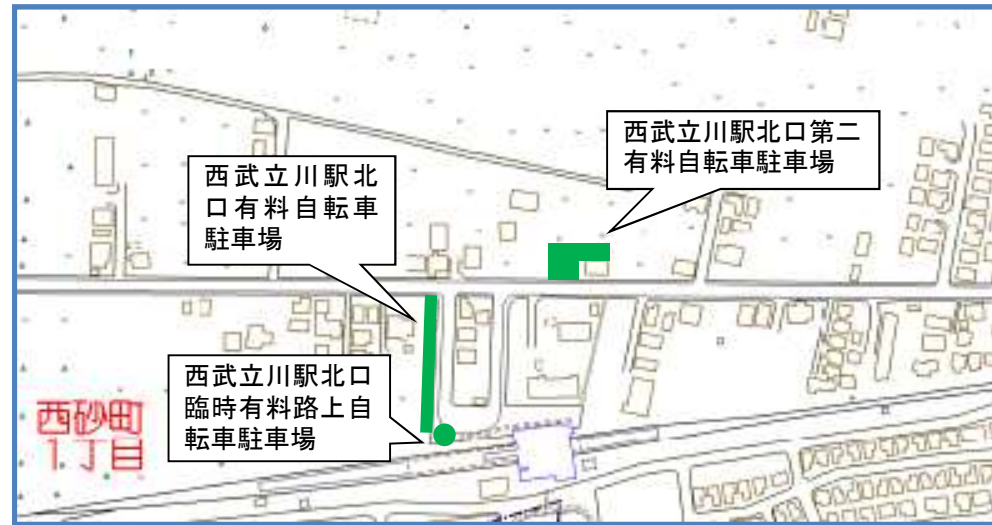 西武立川駅北口第二
有料自転車駐車場
西武立川駅北
口有料自転車
駐車場
西武立川駅北口
臨時有料路上自
転車駐車場
西砂町
1丁目